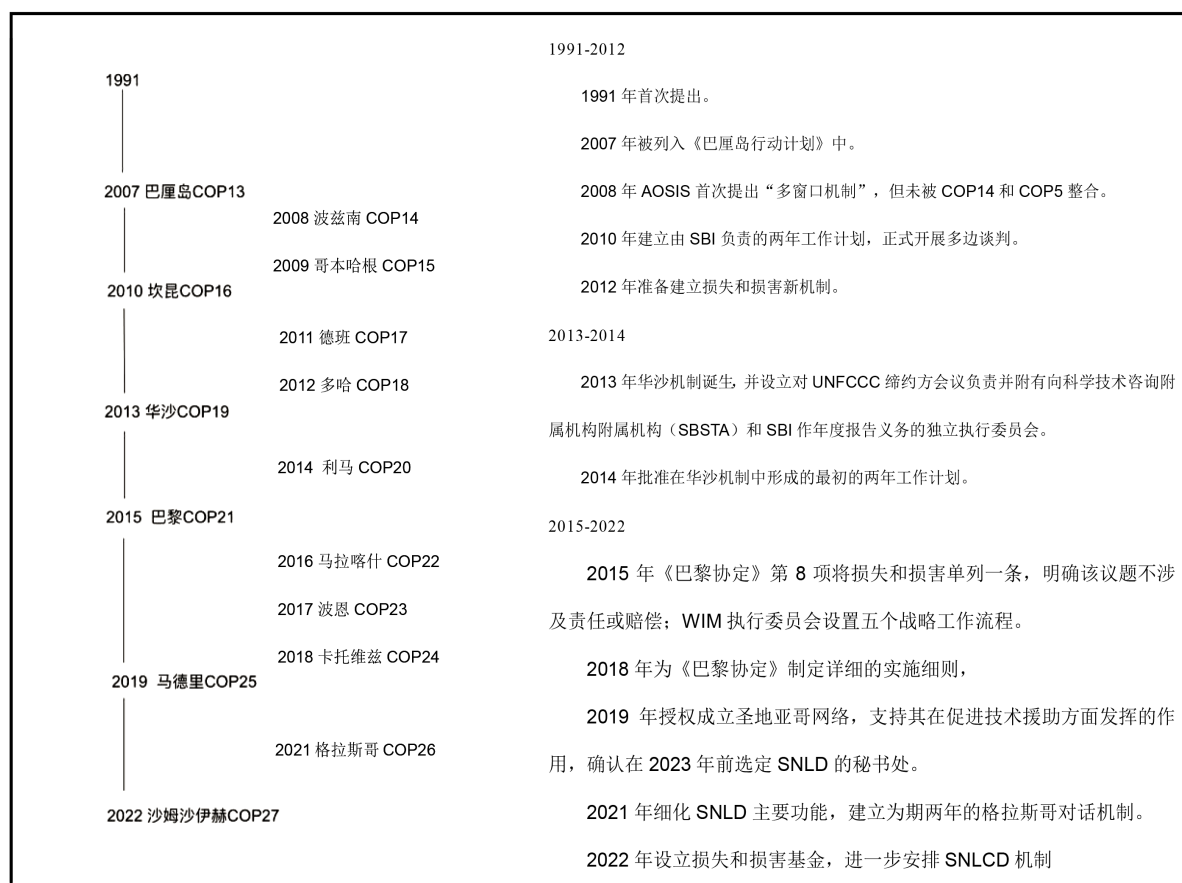 1991
2007 巴厘岛COP13
2008 波兹南 COP14
2009 哥本哈根 COP15
2010 坎昆COP16
2011 德班 COP17
2012 多哈 COP18
2013 华沙COP19
2014 利马 COP20
2015 巴黎COP21
2016 马拉喀什 COP22
2017 波恩 COP23
2018 卡托维兹 COP24
2019 马德里COP25
2021 格拉斯哥 COP26
2022 沙姆沙伊赫COP27
1991-2012
1991 年首次提出。
2007 年被列入《巴厘岛行动计划》中。
2008 年 AOSIS 首次提出“多窗口机制”，但未被 COP14 和 COP5 整合。
2010 年建立由 SBI 负责的两年工作计划，正式开展多边谈判。
2012 年准备建立损失和损害新机制。
2013-2014
2013 年华沙机制诞生，并设立对 UNFCCC 缔约方会议负责并附有向科学技术咨询附
属机构附属机构（SBSTA）和 SBI 作年度报告义务的独立执行委员会。
2014 年批准在华沙机制中形成的最初的两年工作计划。
2015-2022
2015 年《巴黎协定》第 8 项将损失和损害单列一条，明确该议题不涉
及责任或赔偿；WIM 执行委员会设置五个战略工作流程。
2018 年为《巴黎协定》制定详细的实施细则，
2019 年授权成立圣地亚哥网络，支持其在促进技术援助方面发挥的作
用，确认在 2023 年前选定 SNLD 的秘书处。
2021 年细化 SNLD 主要功能，建立为期两年的格拉斯哥对话机制。
2022 年设立损失和损害基金，进一步安排 SNLCD 机制